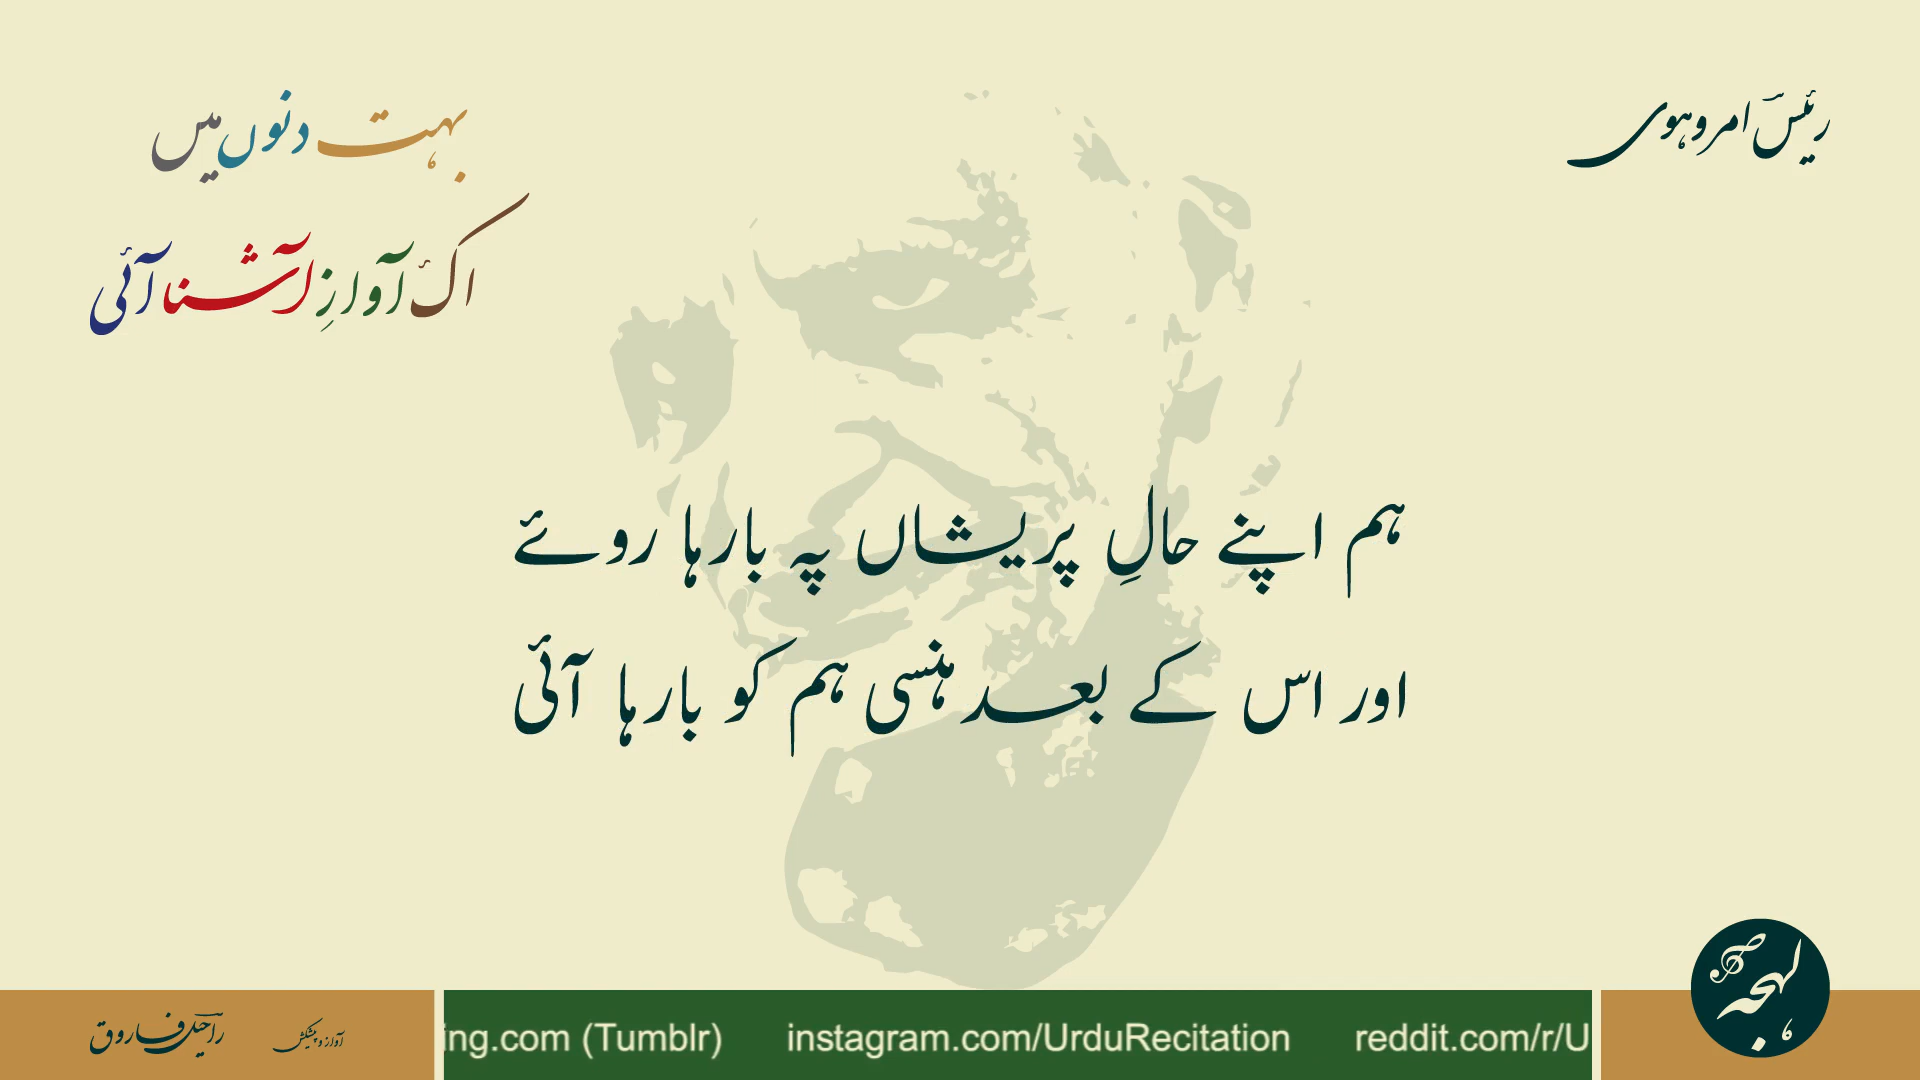 رئیسؔ امروہوی
بہت دنوں میں
اک آوازِ آشنا آئی
ہم اپنے حالِ پریشاں پہ بارہا روئے
اور اس کے بعد ہنسی ہم کو بارہا آئی
لہجہ
آواز و پیشکش
راحیلؔ فاروق
ing.com (Tumblr)
instagram.com/UrduRecitation
reddit.com/r/U